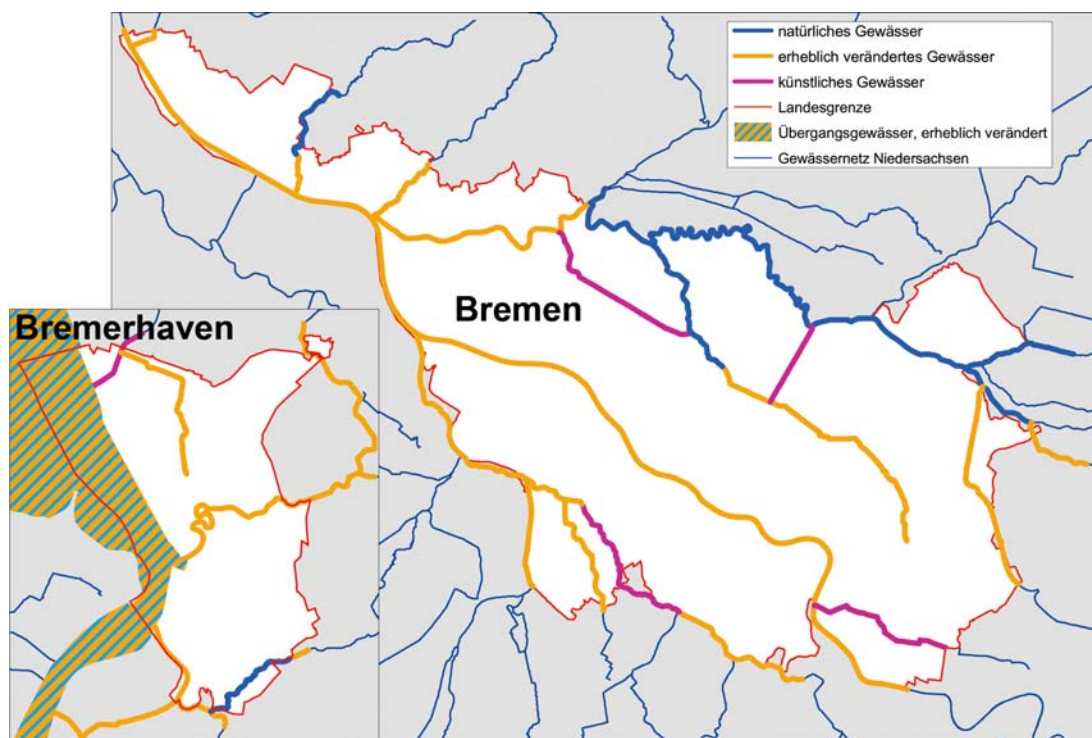 natürliches Gewässer
erheblich verändertes Gewässer
künstliches Gewässer
Landesgrenze
Übergangsgewässer, erheblich verändert
Gewässernetz Niedersachsen
Bremen
Bremerhaven